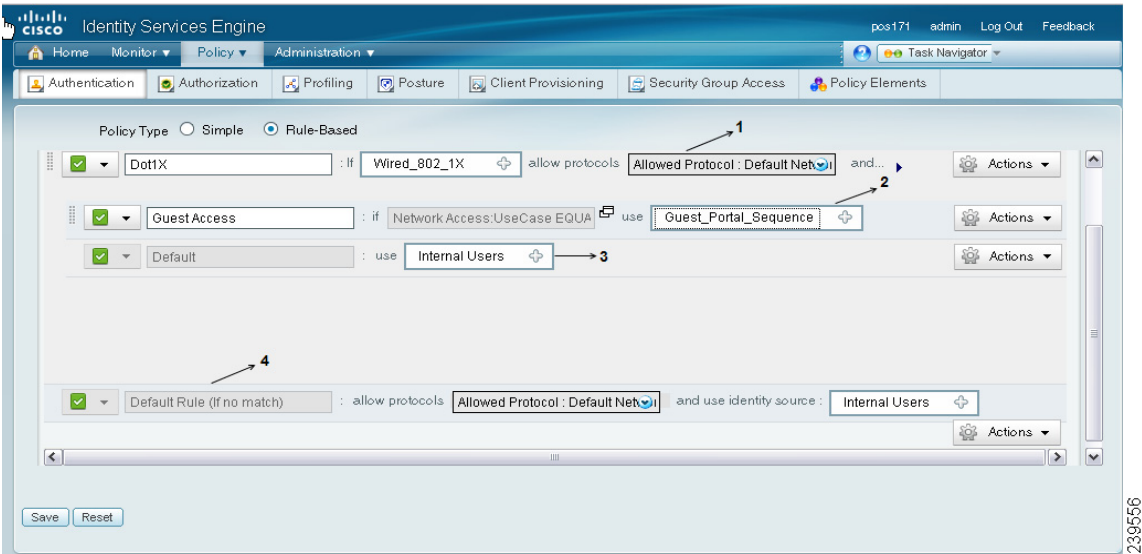 cisco Identity Services Engine pos171 admin Log Out Feedback
Home Monitor Policy Administration Task Navigator
Authentication Authorization Profiling Posture Client Provisioning Security Group Access Policy Elements
Policy Type Simple Rule-Based
1
Dot1X : If Wired_802_1X allow protocols Allowed Protocol : Default Netw and... Actions
2
Guest Access : if Network Access:UseCase EQUA use Guest_Portal_Sequence Actions
Default : use Internal Users 3 Actions
4
Default Rule (If no match) : allow protocols Allowed Protocol : Default Netw and use identity source : Internal Users
Actions
Save Reset
239556